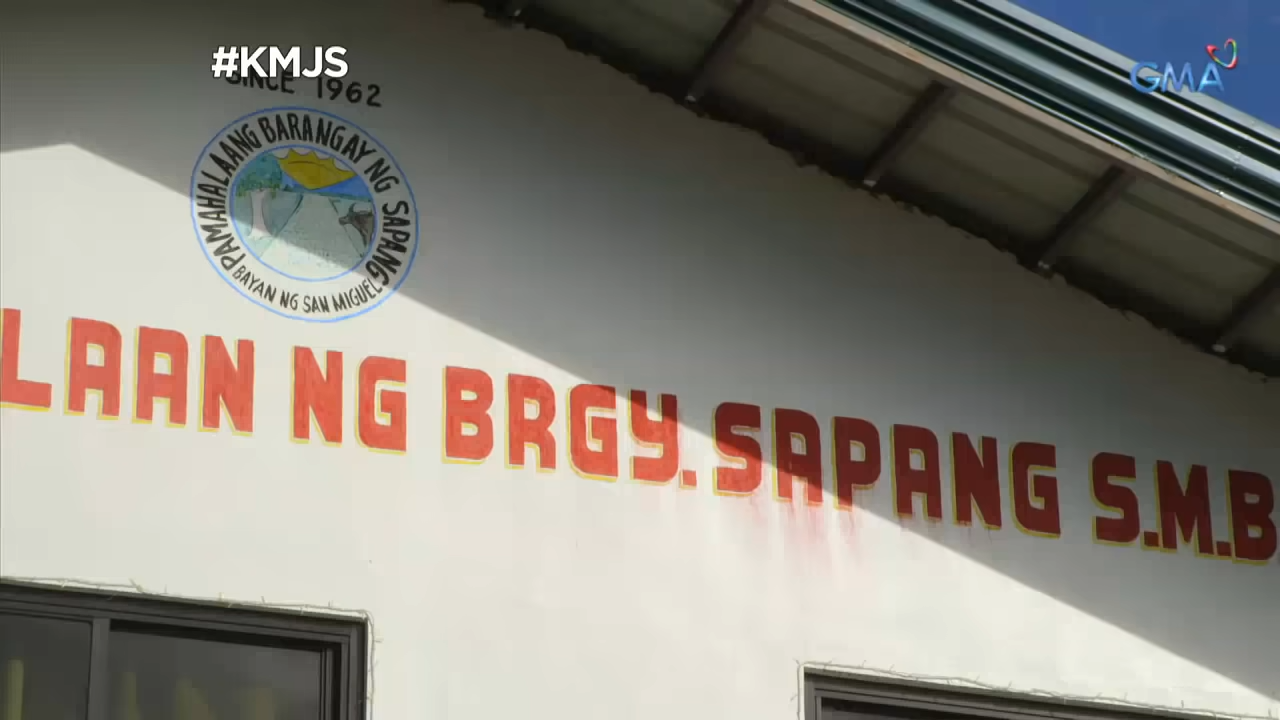 #KMJS
GMA
SINCE 1962
PAMAHALAANG BARANGAY NG SAPANG
BAYAN NG SAN MIGUEL
LAAN NG BRGY. SAPANG S.M.B.